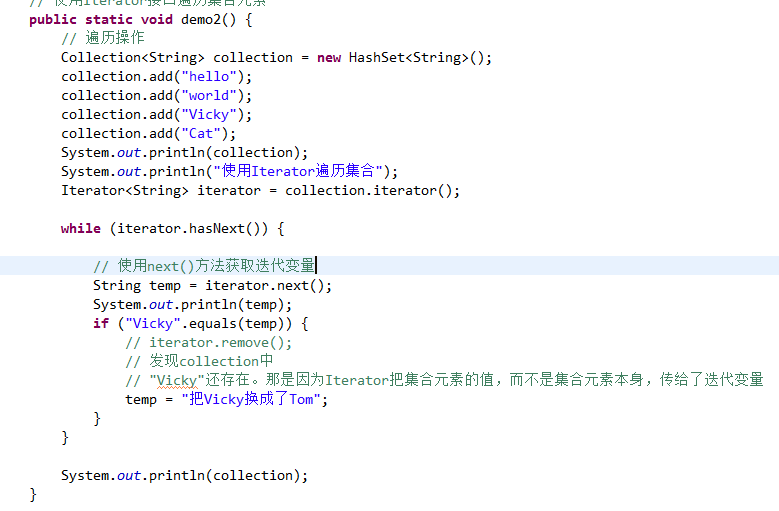 // 使用Iterator接口遍历集合元素
public static void demo2() {
// 遍历操作
Collection<String> collection = new HashSet<String>();
collection.add("hello");
collection.add("world");
collection.add("Vicky");
collection.add("Cat");
System.out.println(collection);
System.out.println("使用Iterator遍历集合");
Iterator<String> iterator = collection.iterator();
while (iterator.hasNext()) {
// 使用next()方法获取迭代变量
String temp = iterator.next();
System.out.println(temp);
if ("Vicky".equals(temp)) {
// iterator.remove();
// 发现collection中
// "Vicky"还存在。那是因为Iterator把集合元素的值，而不是集合元素本身，传给了迭代变量
temp = "把Vicky换成了Tom";
}
}
System.out.println(collection);
}